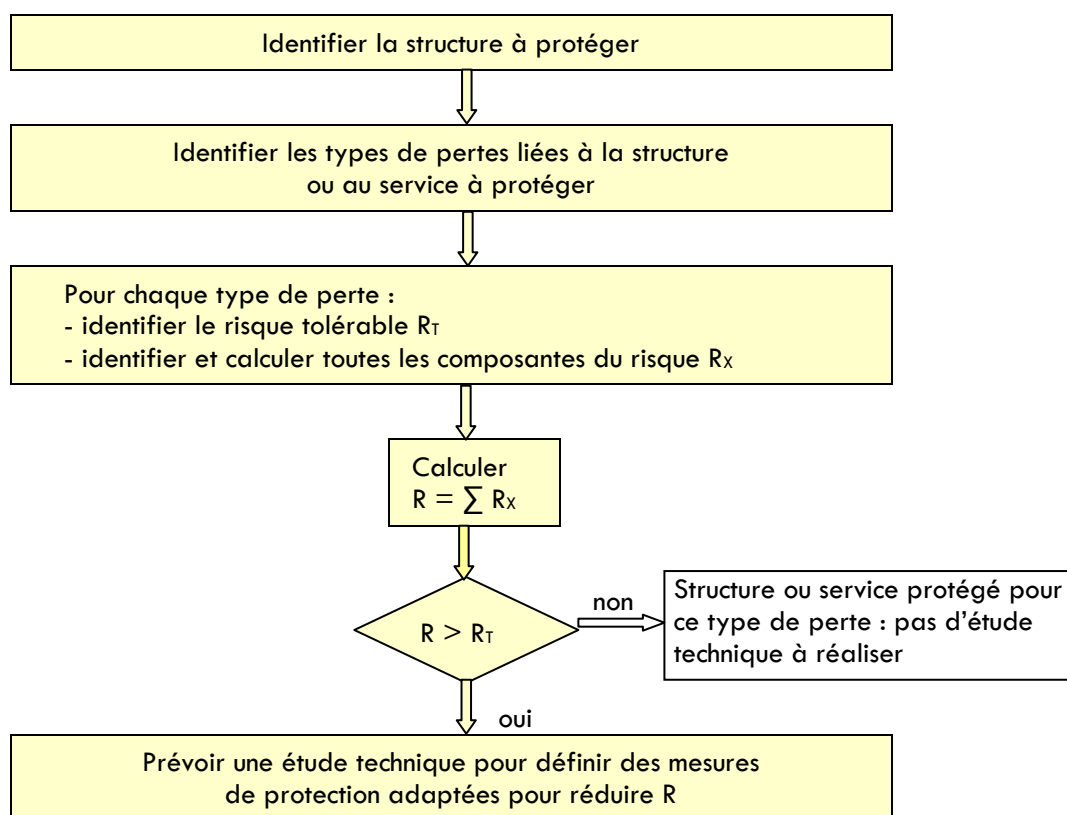 Identifier la structure à protéger
Identifier les types de pertes liées à la structure
ou au service à protéger
Pour chaque type de perte :
- identifier le risque tolérable RT
- identifier et calculer toutes les composantes du risque RX
Calculer
R = ∑ RX
R > RT
non
Structure ou service protégé pour
ce type de perte : pas d’étude
technique à réaliser
oui
Prévoir une étude technique pour définir des mesures
de protection adaptées pour réduire R